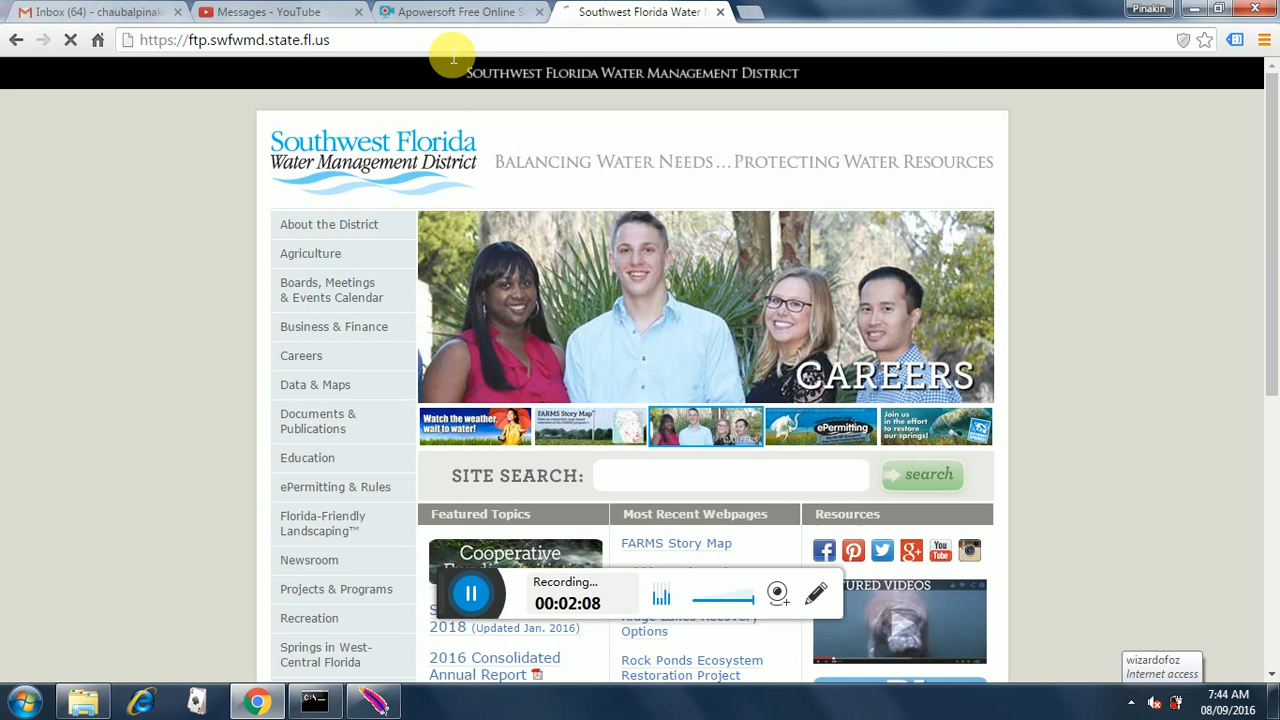 Inbox (64) - chaubalpinak
Messages - YouTube
Apowersoft Free Online S
Southwest Florida Water
Pinakin
https://ftp.swfwmd.state.fl.us
SOUTHWEST FLORIDA WATER MANAGEMENT DISTRICT
Southwest Florida
Water Management District
BALANCING WATER NEEDS...PROTECTING WATER RESOURCES
About the District
Agriculture
Boards, Meetings
& Events Calendar
Business & Finance
Careers
Data & Maps
Documents &
Publications
Education
ePermitting & Rules
Florida-Friendly
Landscaping™
Newsroom
Projects & Programs
Recreation
Springs in West-
Central Florida
CAREERS
Watch the weather,
wait to water!
FARMS Story Map
CAREERS
ePermitting
Join us
in the effort
to restore
our springs!
SITE SEARCH:
search
Featured Topics
Cooperative
2018 (Updated Jan. 2016)
2016 Consolidated
Annual Report
Most Recent Webpages
FARMS Story Map
Ridge Lakes Recovery
Options
Rock Ponds Ecosystem
Restoration Project
Resources
You
Tube
URED VIDEOS
Recording...
00:02:08
wizardofoz
Internet access
7:44 AM
08/09/2016